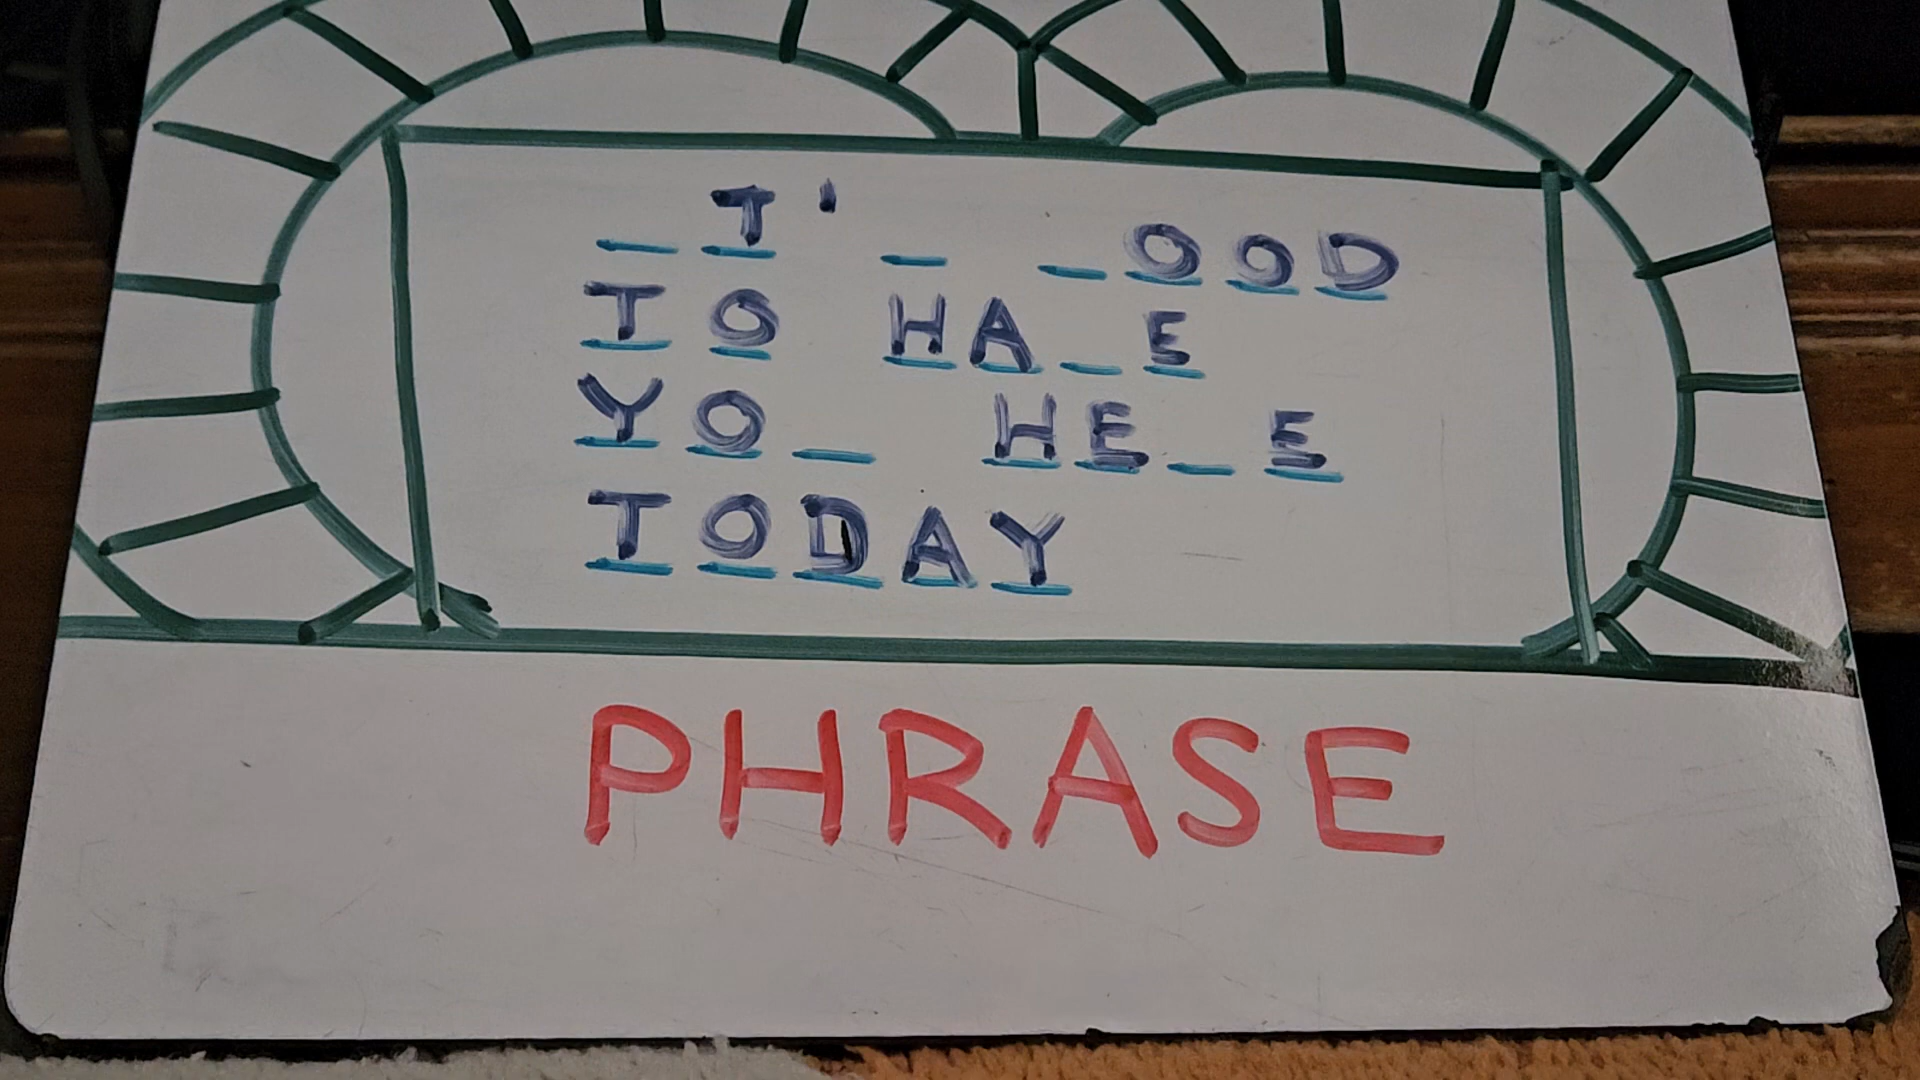 _T'_ _OOD
TO HA_E
YO_ HE_E
TODAY
PHRASE